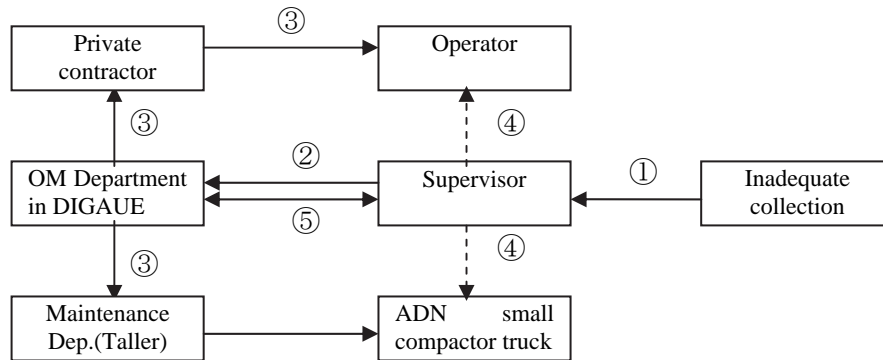 Private
contractor
③
Operator
③
④
OM Department
in DIGAUE
②
⑤
Supervisor
①
Inadequate
collection
③
④
Maintenance
Dep.(Taller)
ADN small
compactor truck